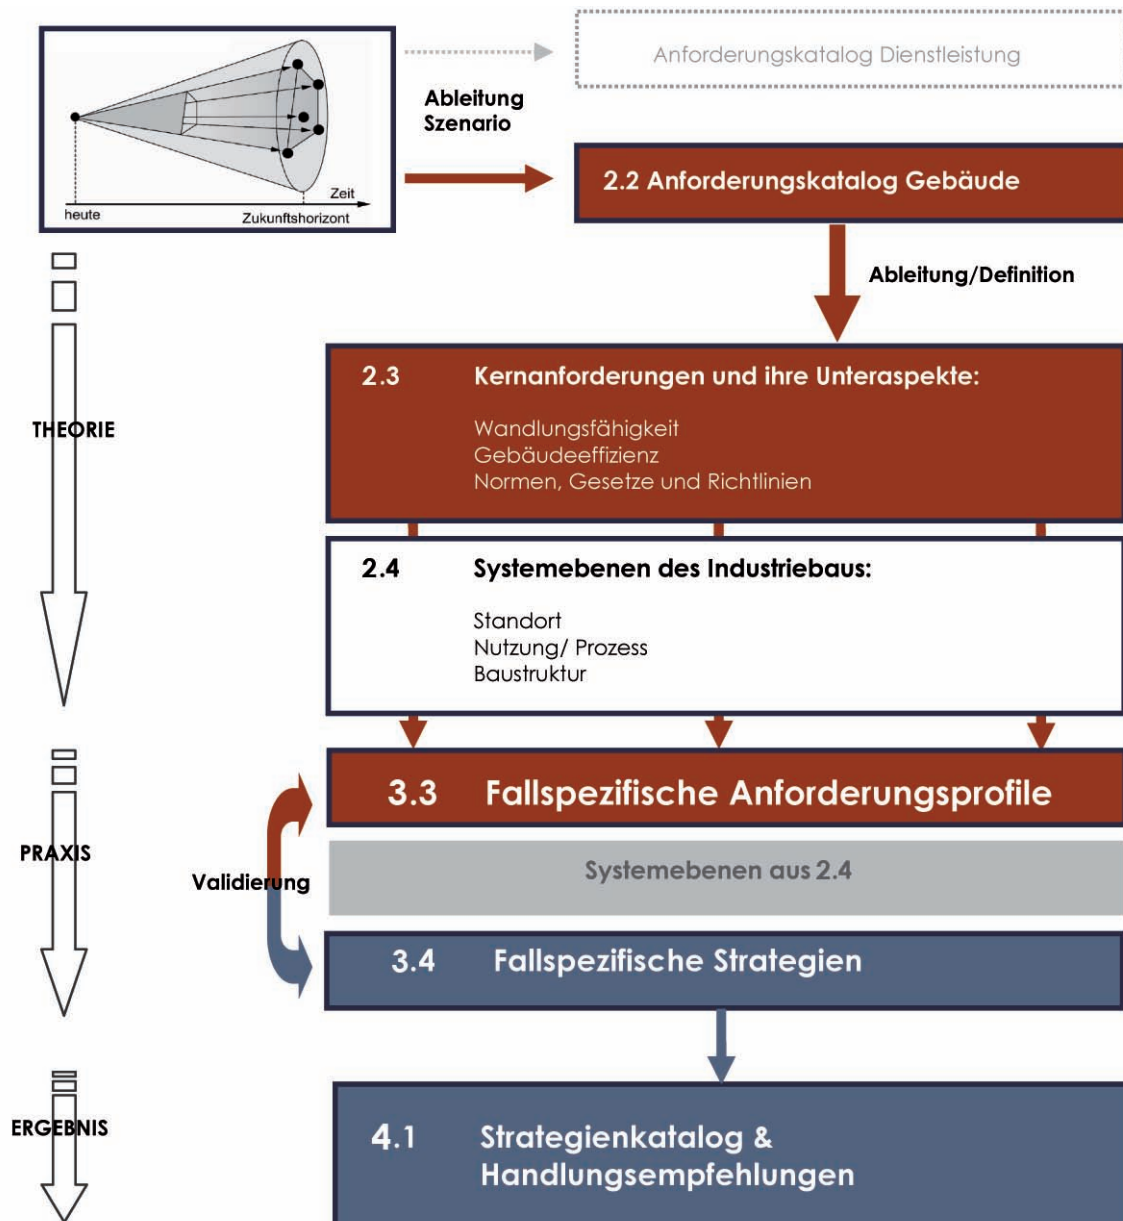 Anforderungskatalog Dienstleistung
Ableitung
Szenario
Zeit
heute
Zukunftshorizont
2.2 Anforderungskatalog Gebäude
Ableitung/Definition
2.3 Kernanforderungen und ihre Unteraspekte:
Wandlungsfähigkeit
Gebäudeeffizienz
Normen, Gesetze und Richtlinien
THEORIE
2.4 Systemebenen des Industriebaus:
Standort
Nutzung/ Prozess
Baustruktur
3.3 Fallspezifische Anforderungsprofile
PRAXIS
Validierung
Systemebenen aus 2.4
3.4 Fallspezifische Strategien
ERGEBNIS
4.1 Strategienkatalog &
Handlungsempfehlungen